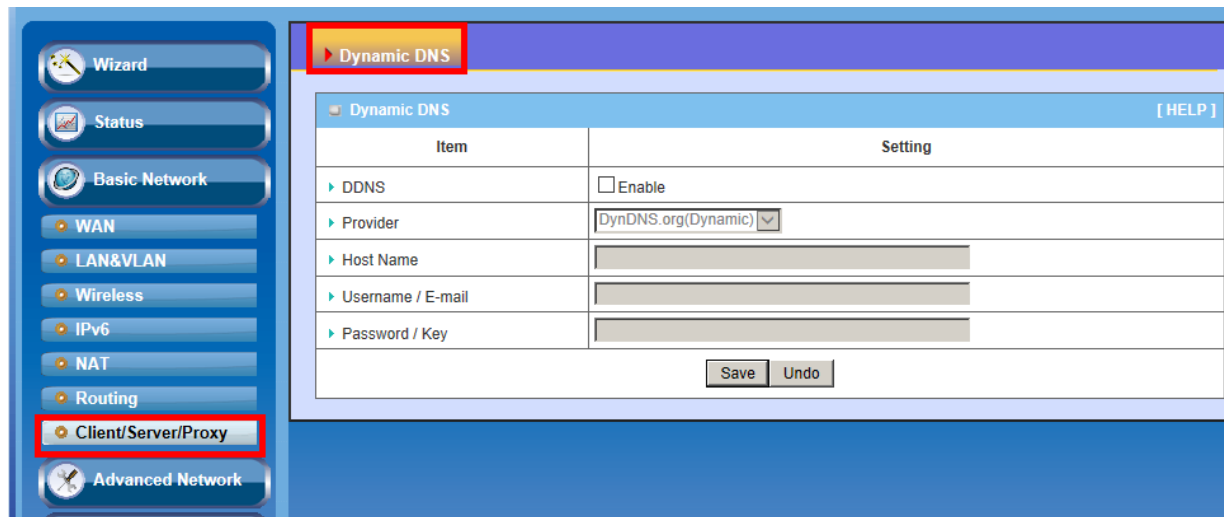 Wizard
Status
Basic Network
WAN
LAN&VLAN
Wireless
IPv6
NAT
Routing
Client/Server/Proxy
Advanced Network
Dynamic DNS
Dynamic DNS [ HELP ]
Item Setting
DDNS Enable
Provider DynDNS.org(Dynamic)
Host Name
Username / E-mail
Password / Key
Save Undo